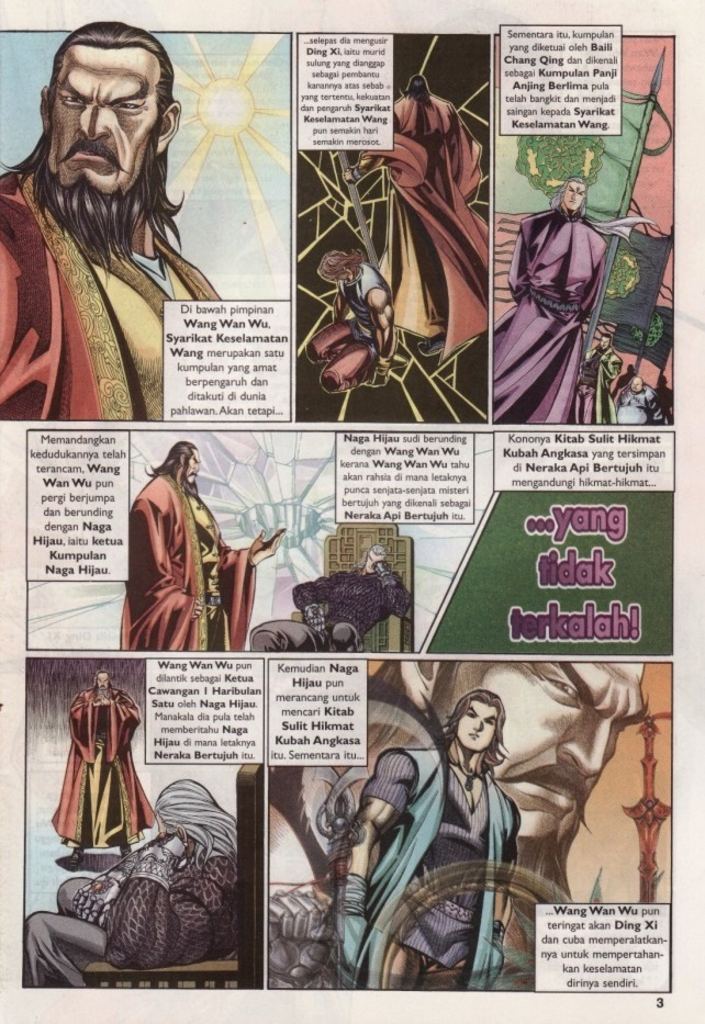 Di bawah pimpinan
Wang Wan Wu,
Syarikat Keselamatan
Wang merupakan satu
kumpulan yang amat
berpengaruh dan
ditakuti di dunia
pahlawan. Akan tetapi...
...selepas dia mengusir
Ding Xi, iaitu murid
sulung yang dianggap
sebagai pembantu
kanannya atas sebab
yang tertentu, kekuatan
dan pengaruh Syarikat
Keselamatan Wang
pun semakin hari
semakin merosot.
Sementara itu, kumpulan
yang diketuai oleh Baili
Chang Qing dan dikenali
sebagai Kumpulan Panji
Anjing Berlima pula
telah bangkit dan menjadi
saingan kepada Syarikat
Keselamatan Wang.
Memandangkan
kedudukannya telah
terancam, Wang
Wan Wu pun
pergi berjumpa
dan berunding
dengan Naga
Hijau, iaitu ketua
Kumpulan
Naga Hijau.
Naga Hijau sudi berunding
dengan Wang Wan Wu
kerana Wang Wan Wu tahu
akan rahsia di mana letaknya
punca senjata-senjata misteri
bertujuh yang dikenali sebagai
Neraka Api Bertujuh itu.
Kononya Kitab Sulit Hikmat
Kubah Angkasa yang tersimpan
di Neraka Api Bertujuh itu
mengandungi hikmat-hikmat...
...yang
tidak
terkalah!
Wang Wan Wu pun
dilantik sebagai Ketua
Cawangan 1 Haribulan
Satu oleh Naga Hijau.
Manakala dia pula telah
memberitahu Naga
Hijau di mana letaknya
Neraka Bertujuh itu.
Kemudian Naga
Hijau pun
merancang untuk
mencari Kitab
Sulit Hikmat
Kubah Angkasa
itu. Sementara itu...
...Wang Wan Wu pun
teringat akan Ding Xi
dan cuba memperalatkan-
nya untuk mempertahan-
kan keselamatan
dirinya sendiri.
3